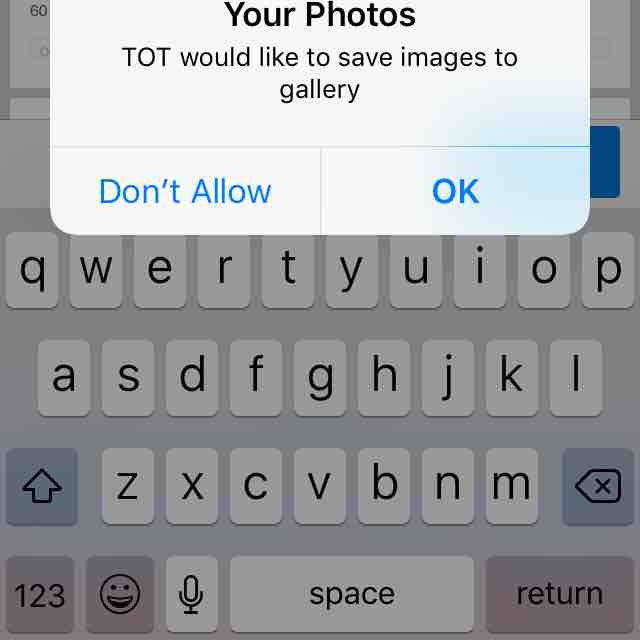 60
Your Photos
TOT would like to save images to
gallery
Don't Allow OK
q w e r t y u i o p
a s d f g h j k l
z x c v b n m
123 space return